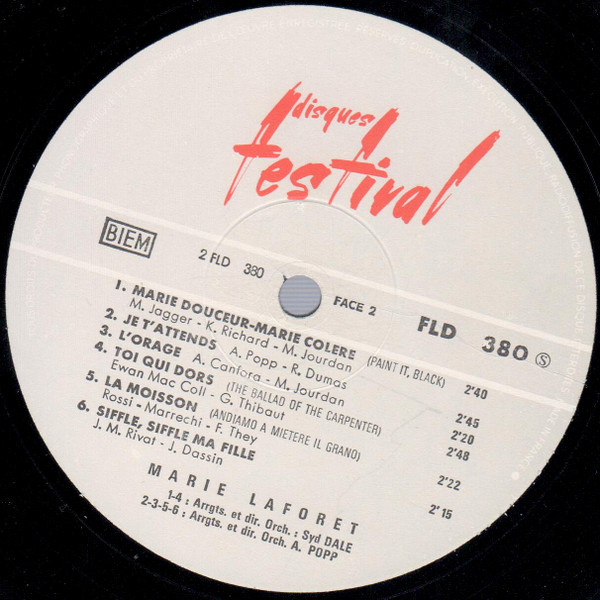 disques
festival
BIEM
2 FLD 380
FACE 2
FLD 380 S
1. MARIE DOUCEUR-MARIE COLERE (PAINT IT, BLACK) 2'40
M. Jagger - K. Richard - M. Jourdan
2. JE T'ATTENDS A. Popp - R. Dumas 2'45
3. L'ORAGE A. Canfora - M. Jourdan 2'20
4. TOI QUI DORS (THE BALLAD OF THE CARPENTER) 2'48
Ewan Mac Coll - G. Thibaut
5. LA MOISSON (ANDIAMO A MIETERE IL GRANO) 2'22
Rossi - Marrechi - F. They
6. SIFFLE, SIFFLE MA FILLE 2'15
J. M. Rivat - J. Dassin
MARIE LAFORET
1-4 : Arrgts. et dir. Orch. : Syd DALE
2-3-5-6 : Arrgts. et dir. Orch. A. POPP